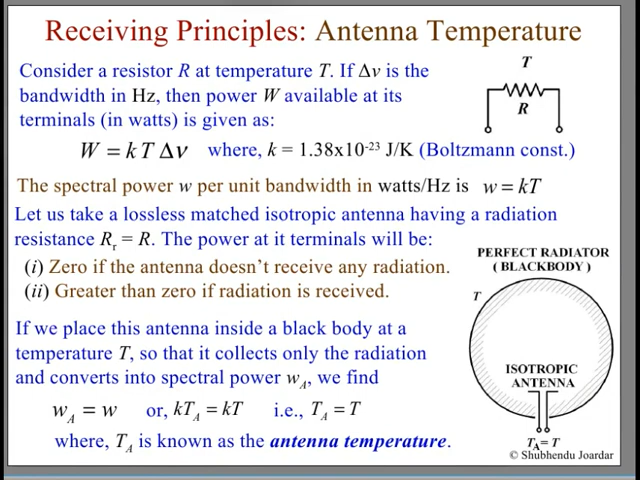 Receiving Principles: Antenna Temperature
Consider a resistor R at temperature T. If Δν is the
bandwidth in Hz, then power W available at its
terminals (in watts) is given as:
T
R
W = k T Δν where, k = 1.38x10⁻²³ J/K (Boltzmann const.)
The spectral power w per unit bandwidth in watts/Hz is w = kT
Let us take a lossless matched isotropic antenna having a radiation
resistance Rᵣ = R. The power at it terminals will be:
(i) Zero if the antenna doesn't receive any radiation.
(ii) Greater than zero if radiation is received.
If we place this antenna inside a black body at a
temperature T, so that it collects only the radiation
and converts into spectral power w_A, we find
w_A = w or, kT_A = kT i.e., T_A = T
where, T_A is known as the antenna temperature.
PERFECT RADIATOR
( BLACKBODY )
T
ISOTROPIC
ANTENNA
T_A = T
© Shubhendu Joardar